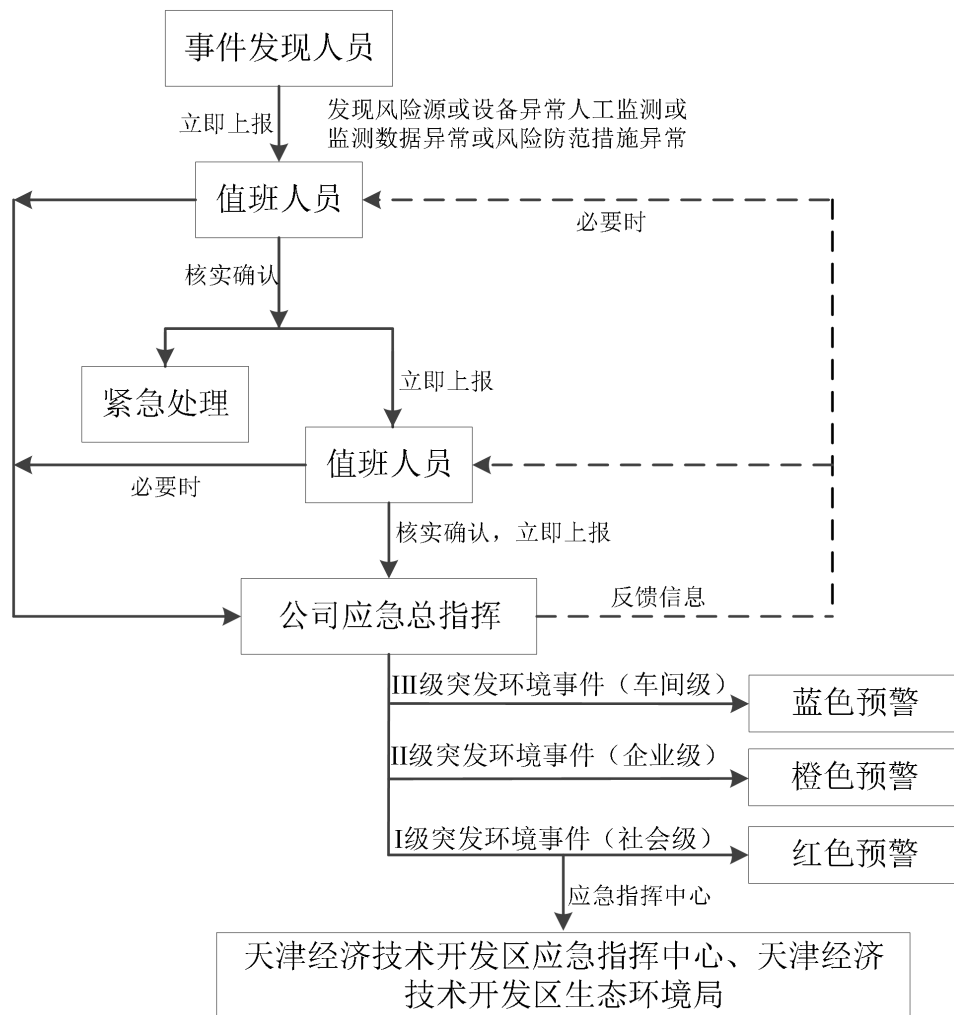 事件发现人员
立即上报
发现风险源或设备异常人工监测或
监测数据异常或风险防范措施异常
值班人员
必要时
核实确认
紧急处理
立即上报
值班人员
必要时
核实确认，立即上报
公司应急总指挥
反馈信息
III级突发环境事件（车间级）
蓝色预警
II级突发环境事件（企业级）
橙色预警
I级突发环境事件（社会级）
红色预警
应急指挥中心
天津经济技术开发区应急指挥中心、天津经济
技术开发区生态环境局